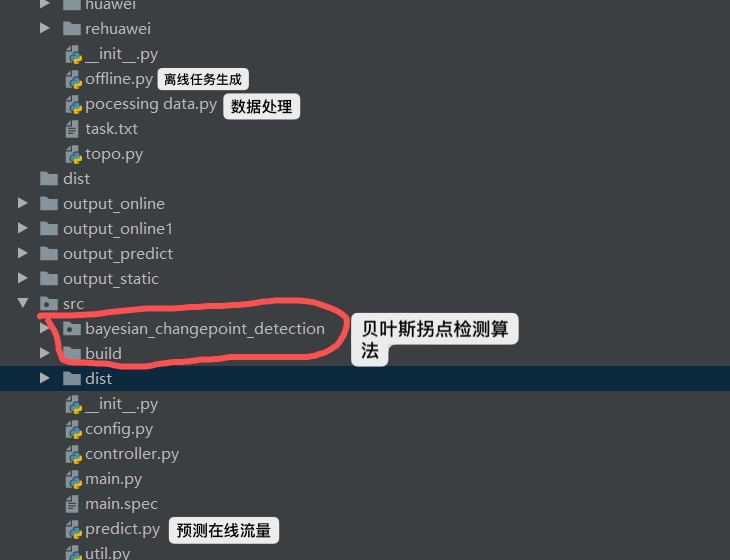 huawei
rehuawei
__init__.py
offline.py 离线任务生成
pocessing data.py 数据处理
task.txt
topo.py
dist
output_online
output_online1
output_predict
output_static
src
bayesian_changepoint_detection 贝叶斯拐点检测算
法
build
dist
__init__.py
config.py
controller.py
main.py
main.spec
predict.py 预测在线流量
util.py